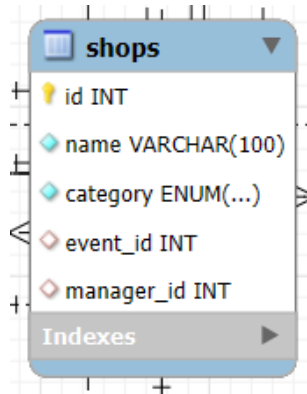 shops
id INT
name VARCHAR(100)
category ENUM(...)
event_id INT
manager_id INT
Indexes